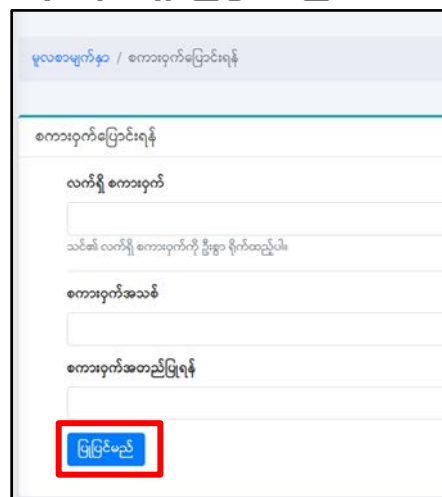 မူလစာမျက်နှာ / စကားဝှက်ပြောင်းရန်
စကားဝှက်ပြောင်းရန်
လက်ရှိ စကားဝှက်
သင်၏ လက်ရှိ စကားဝှက်ကို ဦးစွာ ရိုက်ထည့်ပါ။
စကားဝှက်အသစ်
စကားဝှက်အတည်ပြုရန်
ပြုပြင်မည်